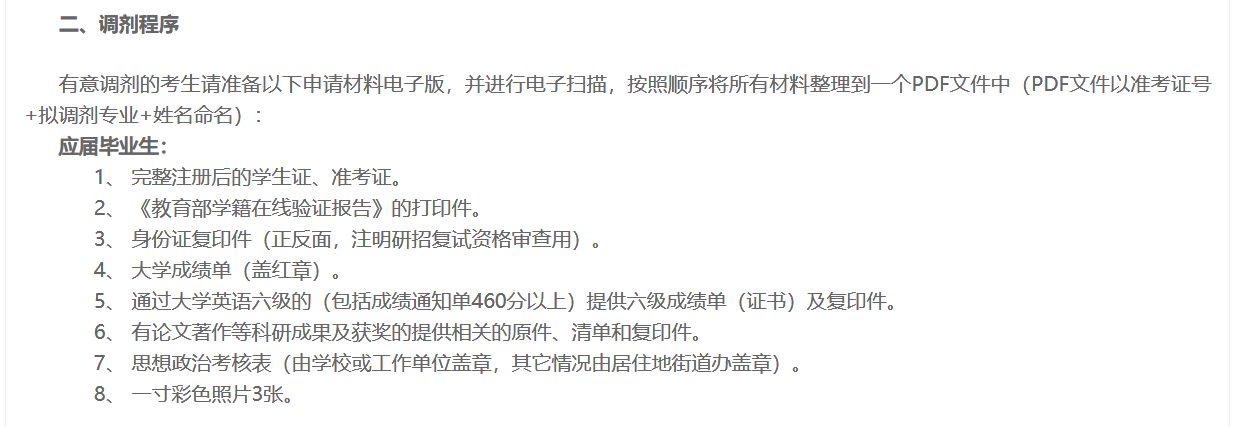 二、调剂程序
有意调剂的考生请准备以下申请材料电子版，并进行电子扫描，按照顺序将所有材料整理到一个PDF文件中（PDF文件以准考证号
+拟调剂专业+姓名命名）：
应届毕业生：
1、 完整注册后的学生证、准考证。
2、 《教育部学籍在线验证报告》的打印件。
3、 身份证复印件（正反面，注明研招复试资格审查用）。
4、 大学成绩单（盖红章）。
5、 通过大学英语六级的（包括成绩通知单460分以上）提供六级成绩单（证书）及复印件。
6、 有论文著作等科研成果及获奖的提供相关的原件、清单和复印件。
7、 思想政治考核表（由学校或工作单位盖章，其它情况由居住地街道办盖章）。
8、 一寸彩色照片3张。